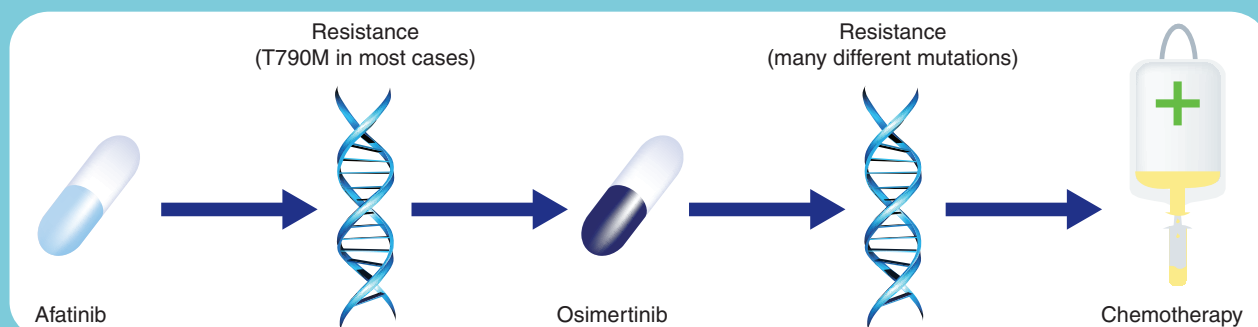 Resistance
(T790M in most cases)
Resistance
(many different mutations)
Afatinib
Osimertinib
Chemotherapy